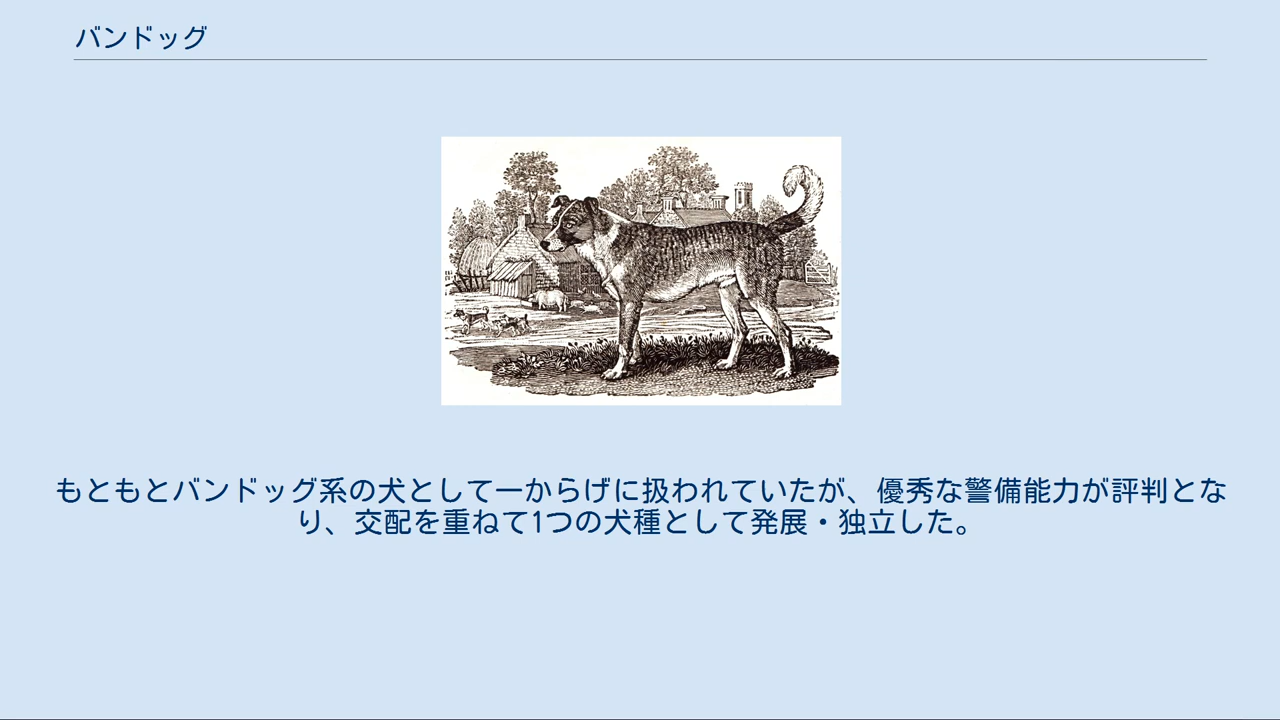 バンドッグ
もともとバンドッグ系の犬として一からげに扱われていたが、優秀な警備能力が評判とな
り、交配を重ねて1つの犬種として発展・独立した。